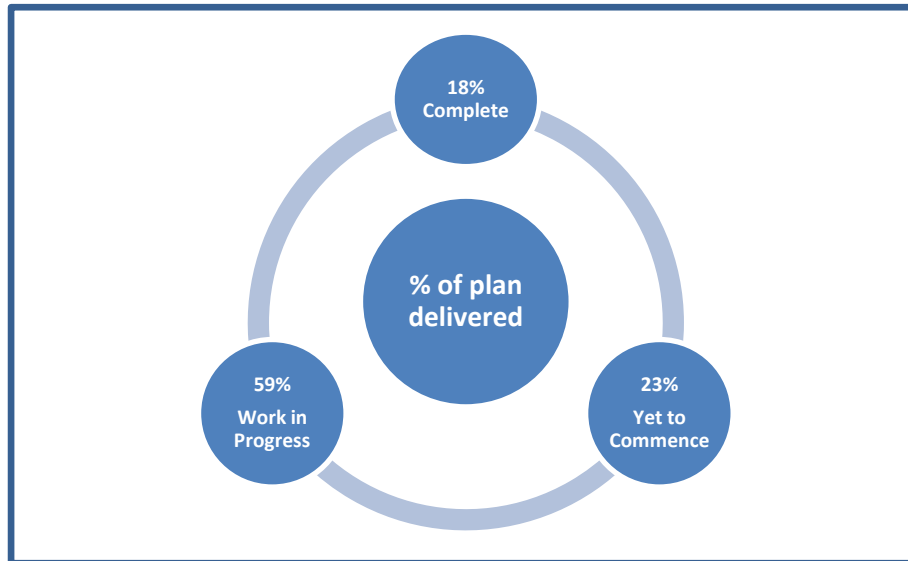 18%
Complete
% of plan
delivered
59%
Work in
Progress
23%
Yet to
Commence